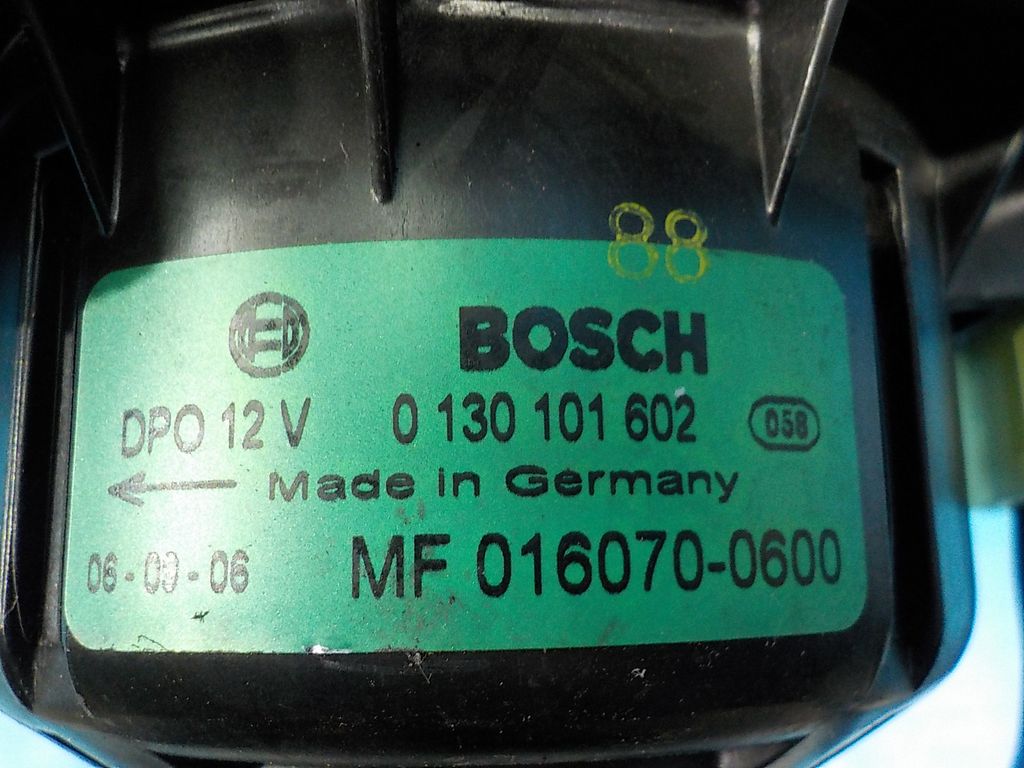 88
BOSCH
DPO 12 V 0 130 101 602 058
Made in Germany
06-09-06 MF 016070-0600